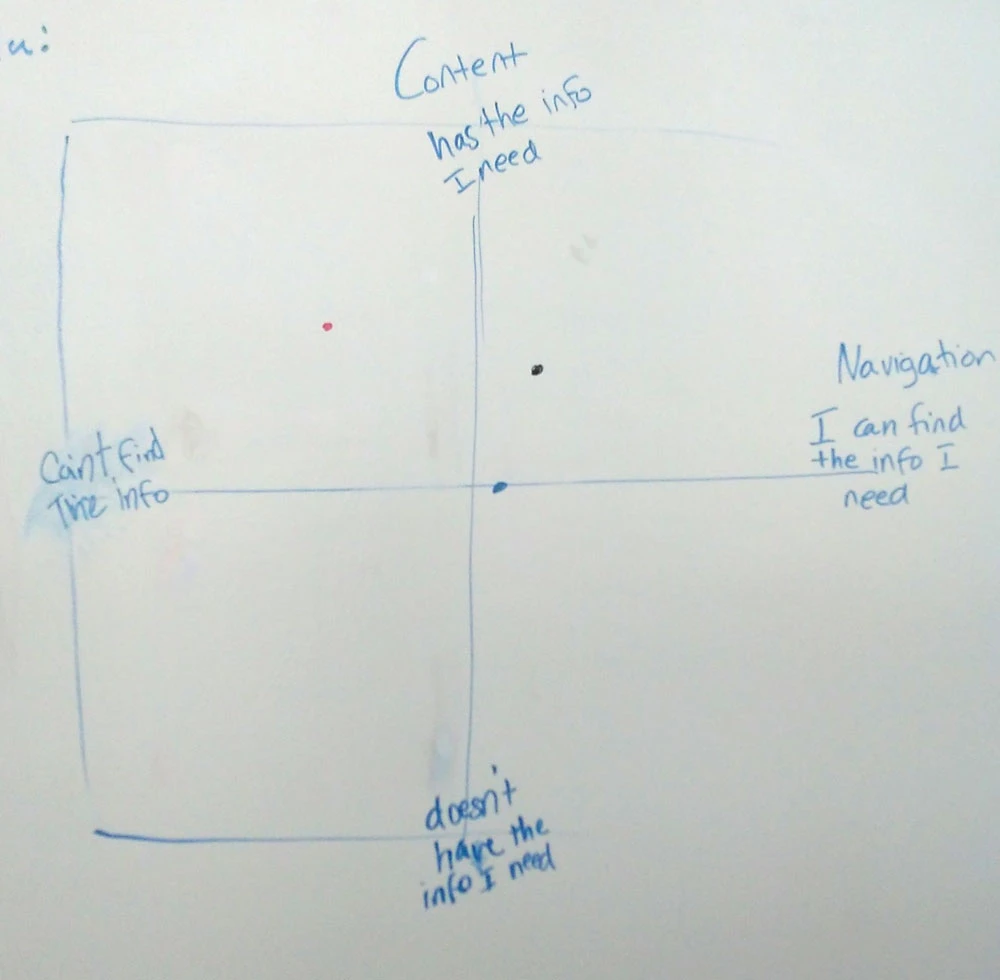 u:
Content
has the info
I need
Navigation
I can find
the info I
need
Can't find
The info
doesn't
have the
info I need